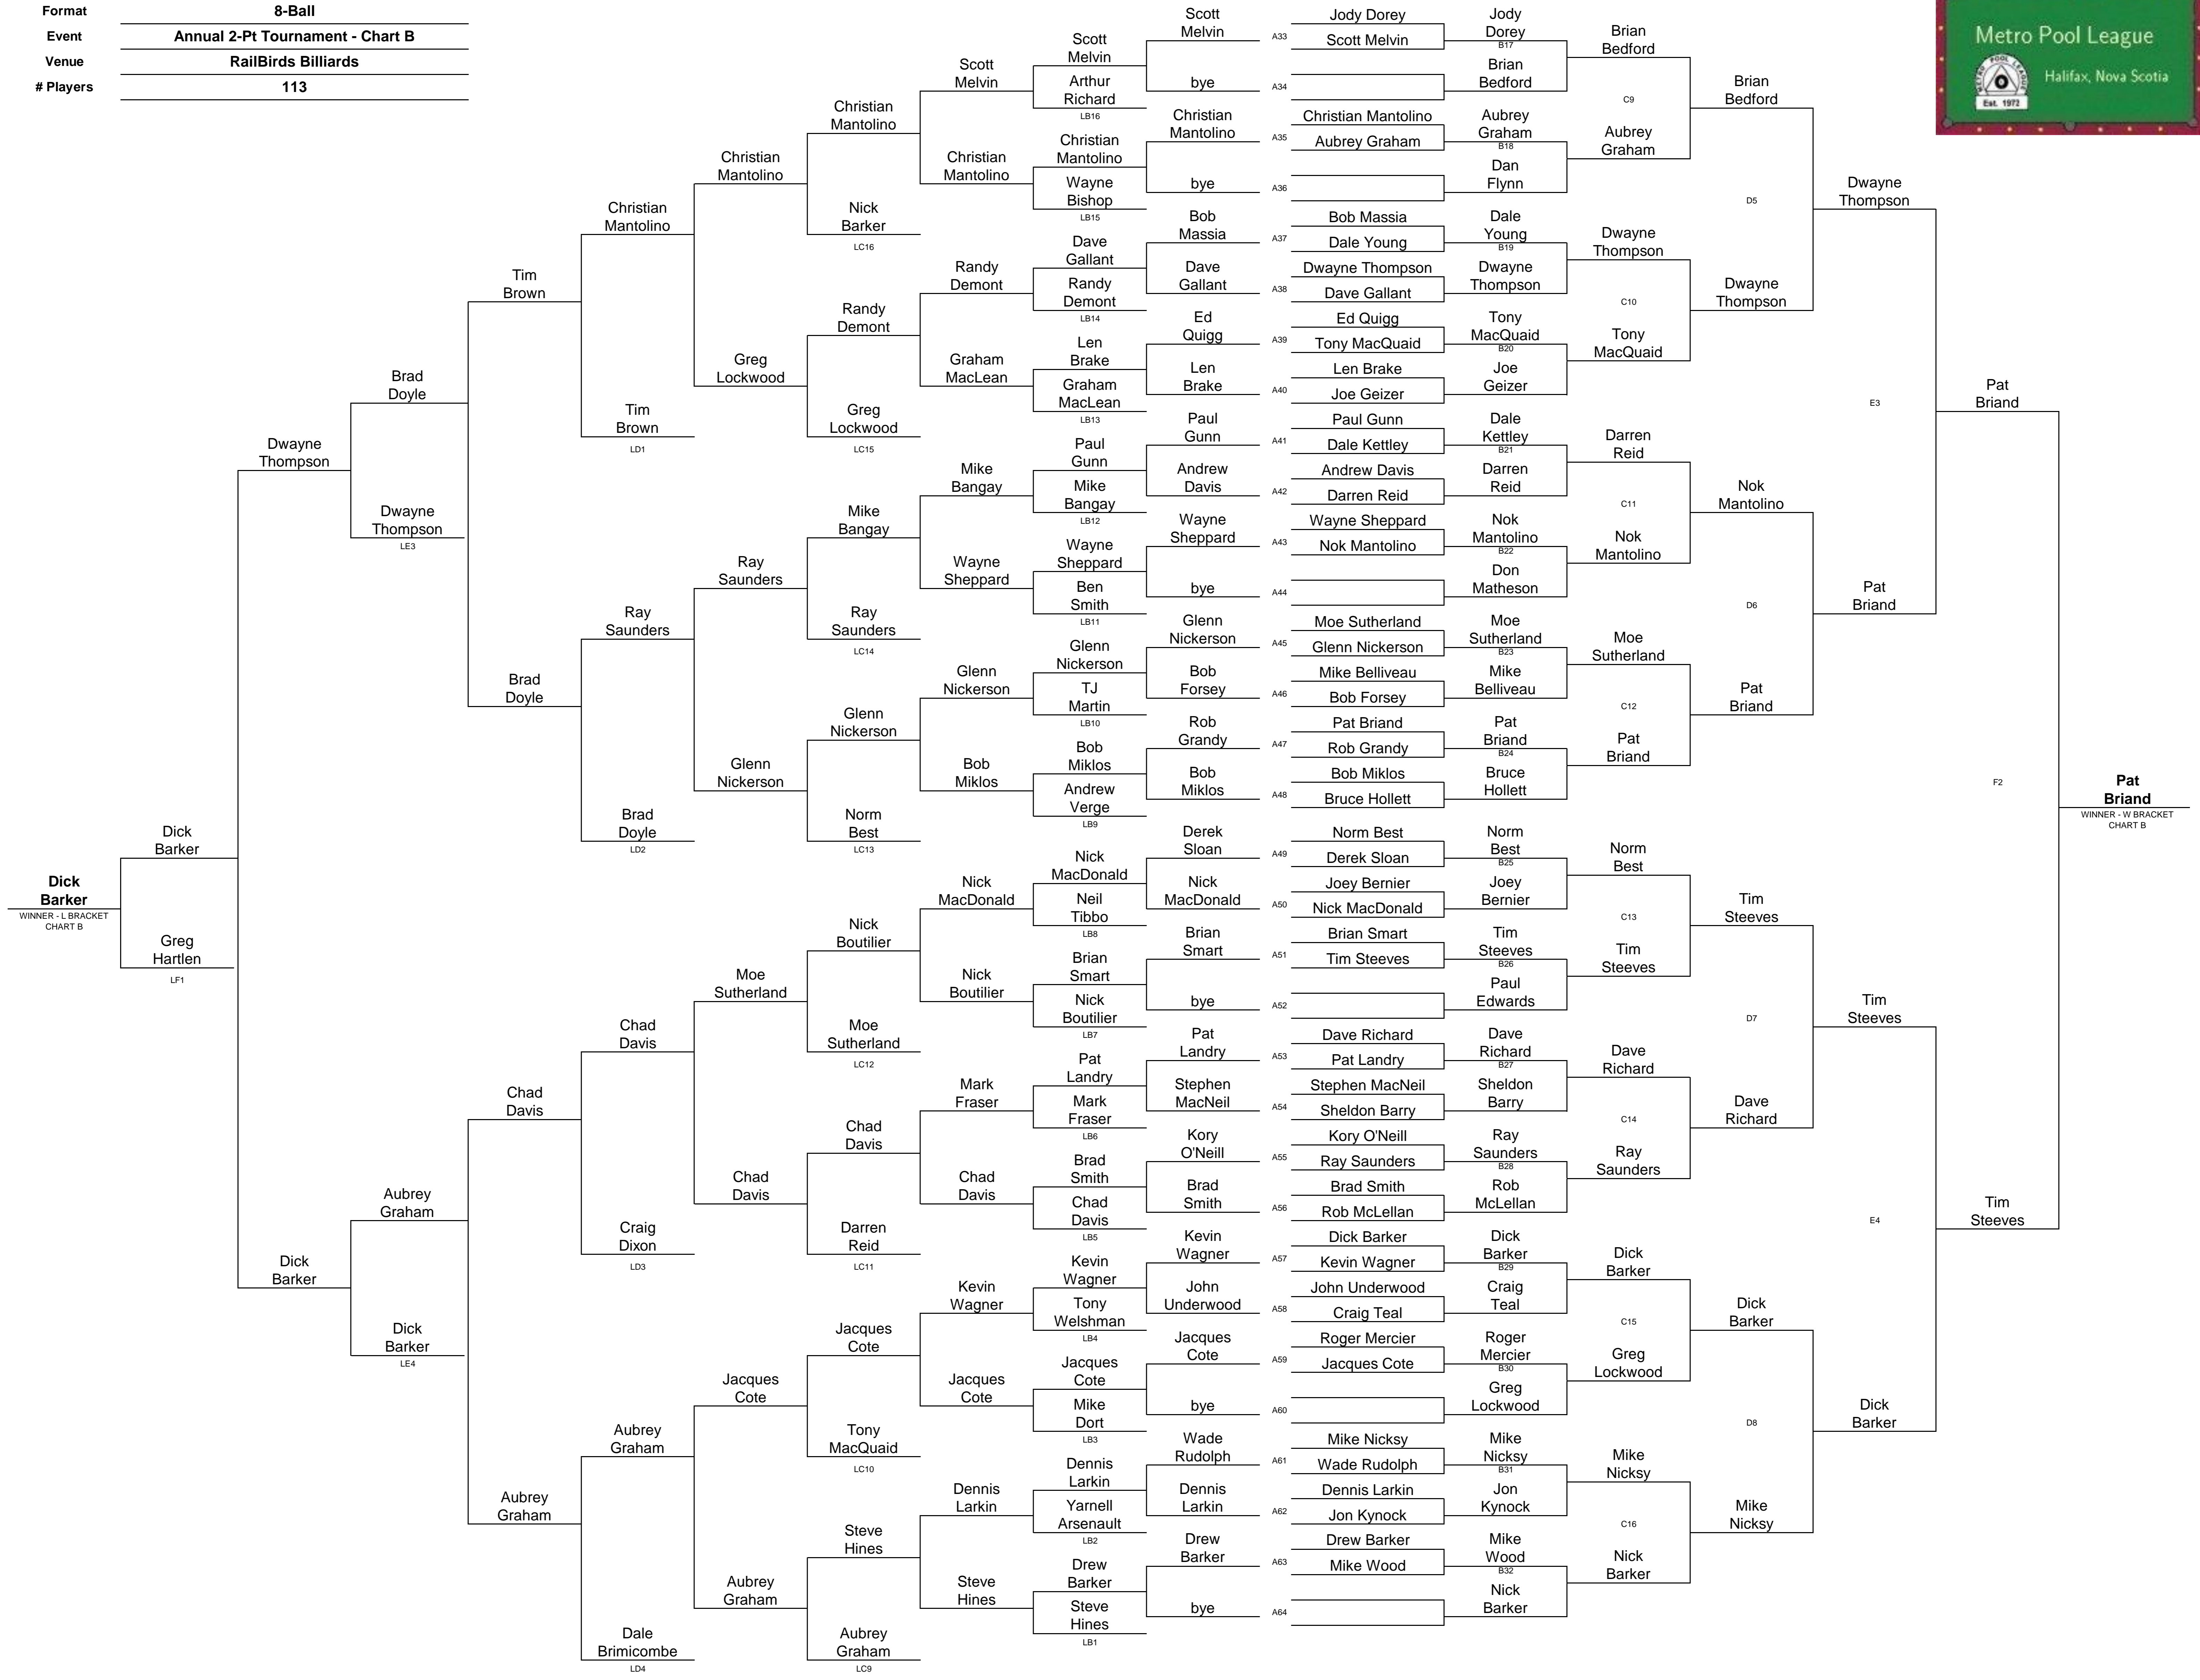 Format 8-Ball
Event Annual 2-Pt Tournament - Chart B
Venue RailBirds Billiards
# Players 113
Metro Pool League
Halifax, Nova Scotia
METRO POOL LEAGUE
Est. 1972
Dick
Barker
WINNER - L BRACKET
CHART B
Dick
Barker
Greg
Hartlen
LF1
Dwayne
Thompson
Dick
Barker
Brad
Doyle
Dwayne
Thompson
LE3
Aubrey
Graham
Dick
Barker
LE4
Tim
Brown
Brad
Doyle
Chad
Davis
Aubrey
Graham
Christian
Mantolino
Tim
Brown
LD1
Ray
Saunders
Brad
Doyle
LD2
Chad
Davis
Craig
Dixon
LD3
Aubrey
Graham
Dale
Brimicombe
LD4
Christian
Mantolino
Greg
Lockwood
Ray
Saunders
Glenn
Nickerson
Moe
Sutherland
Chad
Davis
Jacques
Cote
Aubrey
Graham
Christian
Mantolino
Nick
Barker
LC16
Randy
Demont
Greg
Lockwood
LC15
Mike
Bangay
Ray
Saunders
LC14
Glenn
Nickerson
Norm
Best
LC13
Nick
Boutilier
Moe
Sutherland
LC12
Chad
Davis
Darren
Reid
LC11
Jacques
Cote
Tony
MacQuaid
LC10
Steve
Hines
Aubrey
Graham
LC9
Scott
Melvin
Christian
Mantolino
Randy
Demont
Graham
MacLean
Mike
Bangay
Wayne
Sheppard
Glenn
Nickerson
Bob
Miklos
Nick
MacDonald
Nick
Boutilier
Mark
Fraser
Chad
Davis
Kevin
Wagner
Jacques
Cote
Dennis
Larkin
Steve
Hines
Scott
Melvin
Arthur
Richard
LB16
Christian
Mantolino
Wayne
Bishop
LB15
Dave
Gallant
Randy
Demont
LB14
Len
Brake
Graham
MacLean
LB13
Paul
Gunn
Mike
Bangay
LB12
Wayne
Sheppard
Ben
Smith
LB11
Glenn
Nickerson
TJ
Martin
LB10
Bob
Miklos
Andrew
Verge
LB9
Nick
MacDonald
Neil
Tibbo
LB8
Brian
Smart
Nick
Boutilier
LB7
Pat
Landry
Mark
Fraser
LB6
Brad
Smith
Chad
Davis
LB5
Kevin
Wagner
Tony
Welshman
LB4
Jacques
Cote
Mike
Dort
LB3
Dennis
Larkin
Yarnell
Arsenault
LB2
Drew
Barker
Steve
Hines
LB1
Scott
Melvin
bye
Christian
Mantolino
bye
Bob
Massia
Dave
Gallant
Ed
Quigg
Len
Brake
Paul
Gunn
Andrew
Davis
Wayne
Sheppard
bye
Glenn
Nickerson
Bob
Forsey
Rob
Grandy
Bob
Miklos
Derek
Sloan
Nick
MacDonald
Brian
Smart
bye
Pat
Landry
Stephen
MacNeil
Kory
O'Neill
Brad
Smith
Kevin
Wagner
John
Underwood
Jacques
Cote
bye
Wade
Rudolph
Dennis
Larkin
Drew
Barker
bye
Jody Dorey
A33
Scott Melvin
A34
Christian Mantolino
A35
Aubrey Graham
A36
Bob Massia
A37
Dale Young
Dwayne Thompson
A38
Dave Gallant
Ed Quigg
A39
Tony MacQuaid
Len Brake
A40
Joe Geizer
Paul Gunn
A41
Dale Kettley
Andrew Davis
A42
Darren Reid
Wayne Sheppard
A43
Nok Mantolino
A44
Moe Sutherland
A45
Glenn Nickerson
Mike Belliveau
A46
Bob Forsey
Pat Briand
A47
Rob Grandy
Bob Miklos
A48
Bruce Hollett
Norm Best
A49
Derek Sloan
Joey Bernier
A50
Nick MacDonald
Brian Smart
A51
Tim Steeves
A52
Dave Richard
A53
Pat Landry
Stephen MacNeil
A54
Sheldon Barry
Kory O'Neill
A55
Ray Saunders
Brad Smith
A56
Rob McLellan
Dick Barker
A57
Kevin Wagner
John Underwood
A58
Craig Teal
Roger Mercier
A59
Jacques Cote
A60
Mike Nicksy
A61
Wade Rudolph
Dennis Larkin
A62
Jon Kynock
Drew Barker
A63
Mike Wood
A64
Jody
Dorey
B17
Brian
Bedford
Aubrey
Graham
B18
Dan
Flynn
Dale
Young
B19
Dwayne
Thompson
Tony
MacQuaid
B20
Joe
Geizer
Dale
Kettley
B21
Darren
Reid
Nok
Mantolino
B22
Don
Matheson
Moe
Sutherland
B23
Mike
Belliveau
Pat
Briand
B24
Bruce
Hollett
Norm
Best
B25
Joey
Bernier
Tim
Steeves
B26
Paul
Edwards
Dave
Richard
B27
Sheldon
Barry
Ray
Saunders
B28
Rob
McLellan
Dick
Barker
B29
Craig
Teal
Roger
Mercier
B30
Greg
Lockwood
Mike
Nicksy
B31
Jon
Kynock
Mike
Wood
B32
Nick
Barker
Brian
Bedford
C9
Aubrey
Graham
Dwayne
Thompson
C10
Tony
MacQuaid
Darren
Reid
C11
Nok
Mantolino
Moe
Sutherland
C12
Pat
Briand
Norm
Best
C13
Tim
Steeves
Dave
Richard
C14
Ray
Saunders
Dick
Barker
C15
Greg
Lockwood
Mike
Nicksy
C16
Nick
Barker
Brian
Bedford
D5
Dwayne
Thompson
Nok
Mantolino
D6
Pat
Briand
Tim
Steeves
D7
Dave
Richard
Dick
Barker
D8
Mike
Nicksy
Dwayne
Thompson
E3
Pat
Briand
Tim
Steeves
E4
Dick
Barker
Pat
Briand
F2
Tim
Steeves
Pat
Briand
WINNER - W BRACKET
CHART B